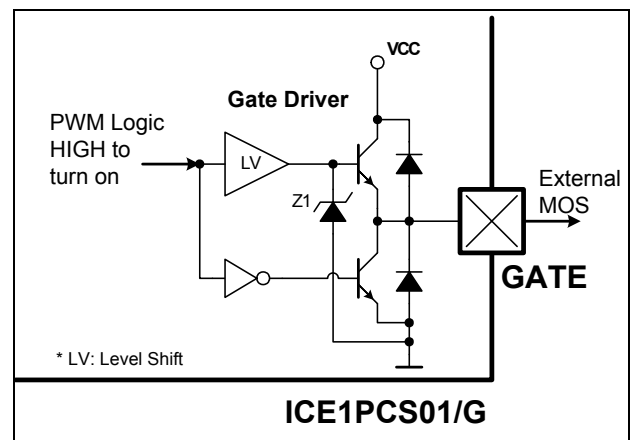 VCC
Gate Driver
PWM Logic
HIGH to
turn on
LV
Z1
External
MOS
GATE
* LV: Level Shift
ICE1PCS01/G